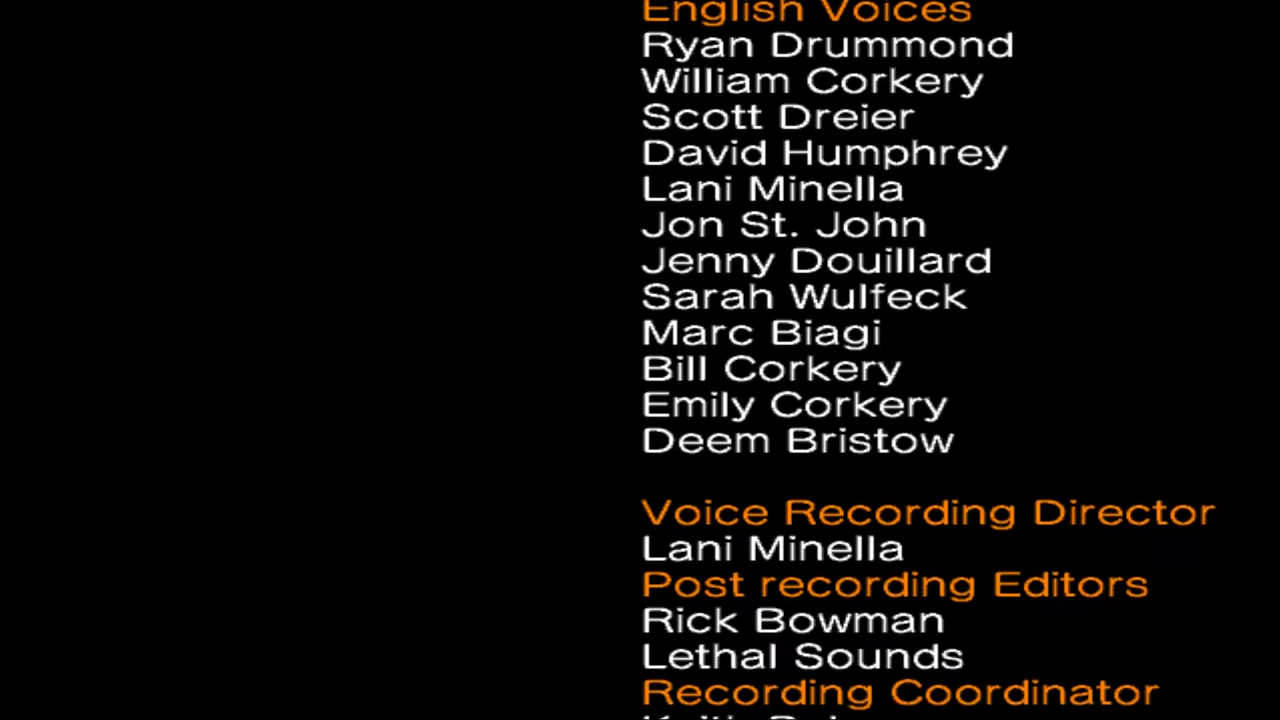 English Voices
Ryan Drummond
William Corkery
Scott Dreier
David Humphrey
Lani Minella
Jon St. John
Jenny Douillard
Sarah Wulfeck
Marc Biagi
Bill Corkery
Emily Corkery
Deem Bristow
Voice Recording Director
Lani Minella
Post recording Editors
Rick Bowman
Lethal Sounds
Recording Coordinator